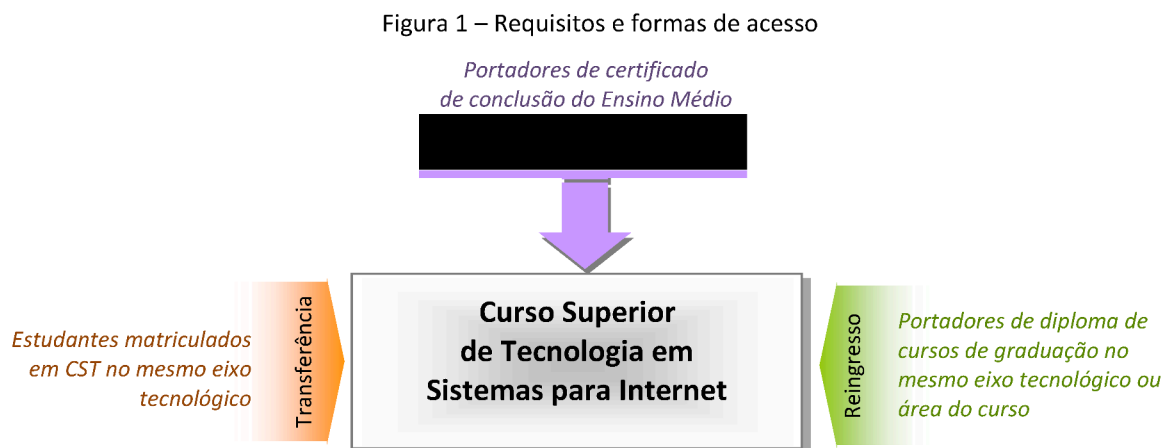 Figura 1 – Requisitos e formas de acesso
Portadores de certificado
de conclusão do Ensino Médio
Curso Superior
de Tecnologia em
Sistemas para Internet
Transferência
Estudantes matriculados
em CST no mesmo eixo
tecnológico
Reingresso
Portadores de diploma de
cursos de graduação no
mesmo eixo tecnológico ou
área do curso